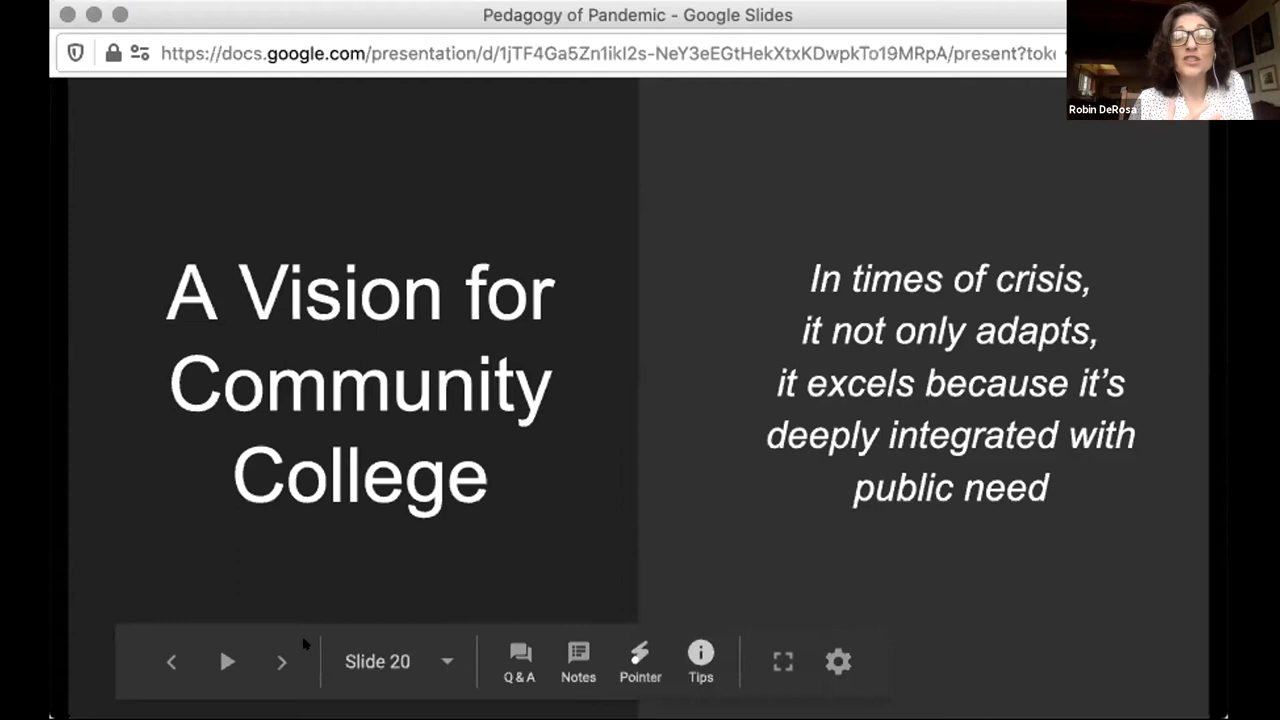 Pedagogy of Pandemic - Google Slides
https://docs.google.com/presentation/d/1jTF4Ga5Zn1ikI2s-NeY3eEGtHekXtxKDwpkTo19MRpA/present?toke
Robin DeRosa
A Vision for
Community
College
In times of crisis,
it not only adapts,
it excels because it's
deeply integrated with
public need
Slide 20
Q & A
Notes
Pointer
Tips